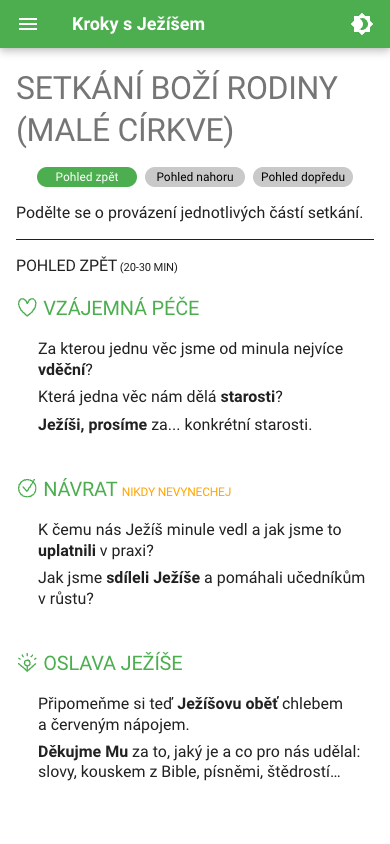 Kroky s Ježíšem
SETKÁNÍ BOŽÍ RODINY
(MALÉ CÍRKVE)
Pohled zpět
Pohled nahoru
Pohled dopředu
Podělte se o provázení jednotlivých částí setkání.
POHLED ZPĚT (20-30 MIN)
VZÁJEMNÁ PÉČE
Za kterou jednu věc jsme od minula nejvíce
vděční?
Která jedna věc nám dělá starosti?
Ježíši, prosíme za... konkrétní starosti.
NÁVRAT NIKDY NEVYNECHEJ
K čemu nás Ježíš minule vedl a jak jsme to
uplatnili v praxi?
Jak jsme sdíleli Ježíše a pomáhali učedníkům
v růstu?
OSLAVA JEŽÍŠE
Připomeňme si teď Ježíšovu oběť chlebem
a červeným nápojem.
Děkujme Mu za to, jaký je a co pro nás udělal:
slovy, kouskem z Bible, písněmi, štědrostí…